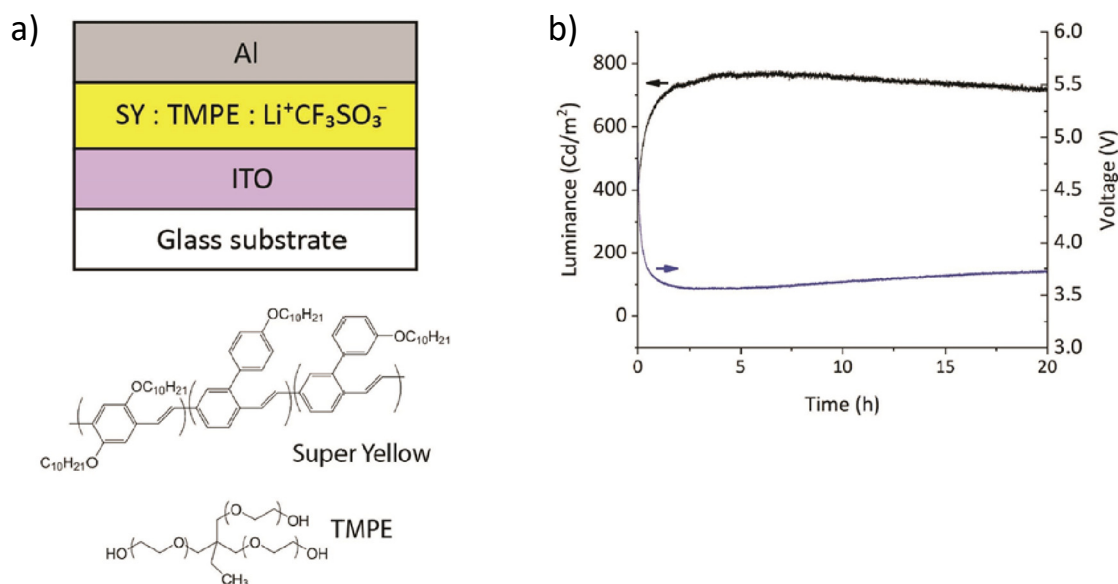 a)
Al
SY : TMPE : Li⁺CF₃SO₃⁻
ITO
Glass substrate
OC₁₀H₂₁
OC₁₀H₂₁
OC₁₀H₂₁
C₁₀H₂₁O
Super Yellow
O
OH
TMPE
HO
O
O
OH
CH₃
b)
Luminance (Cd/m²)
800
600
400
200
0
6.0
5.5
5.0
4.5
4.0
3.5
3.0
Voltage (V)
0
5
10
15
20
Time (h)